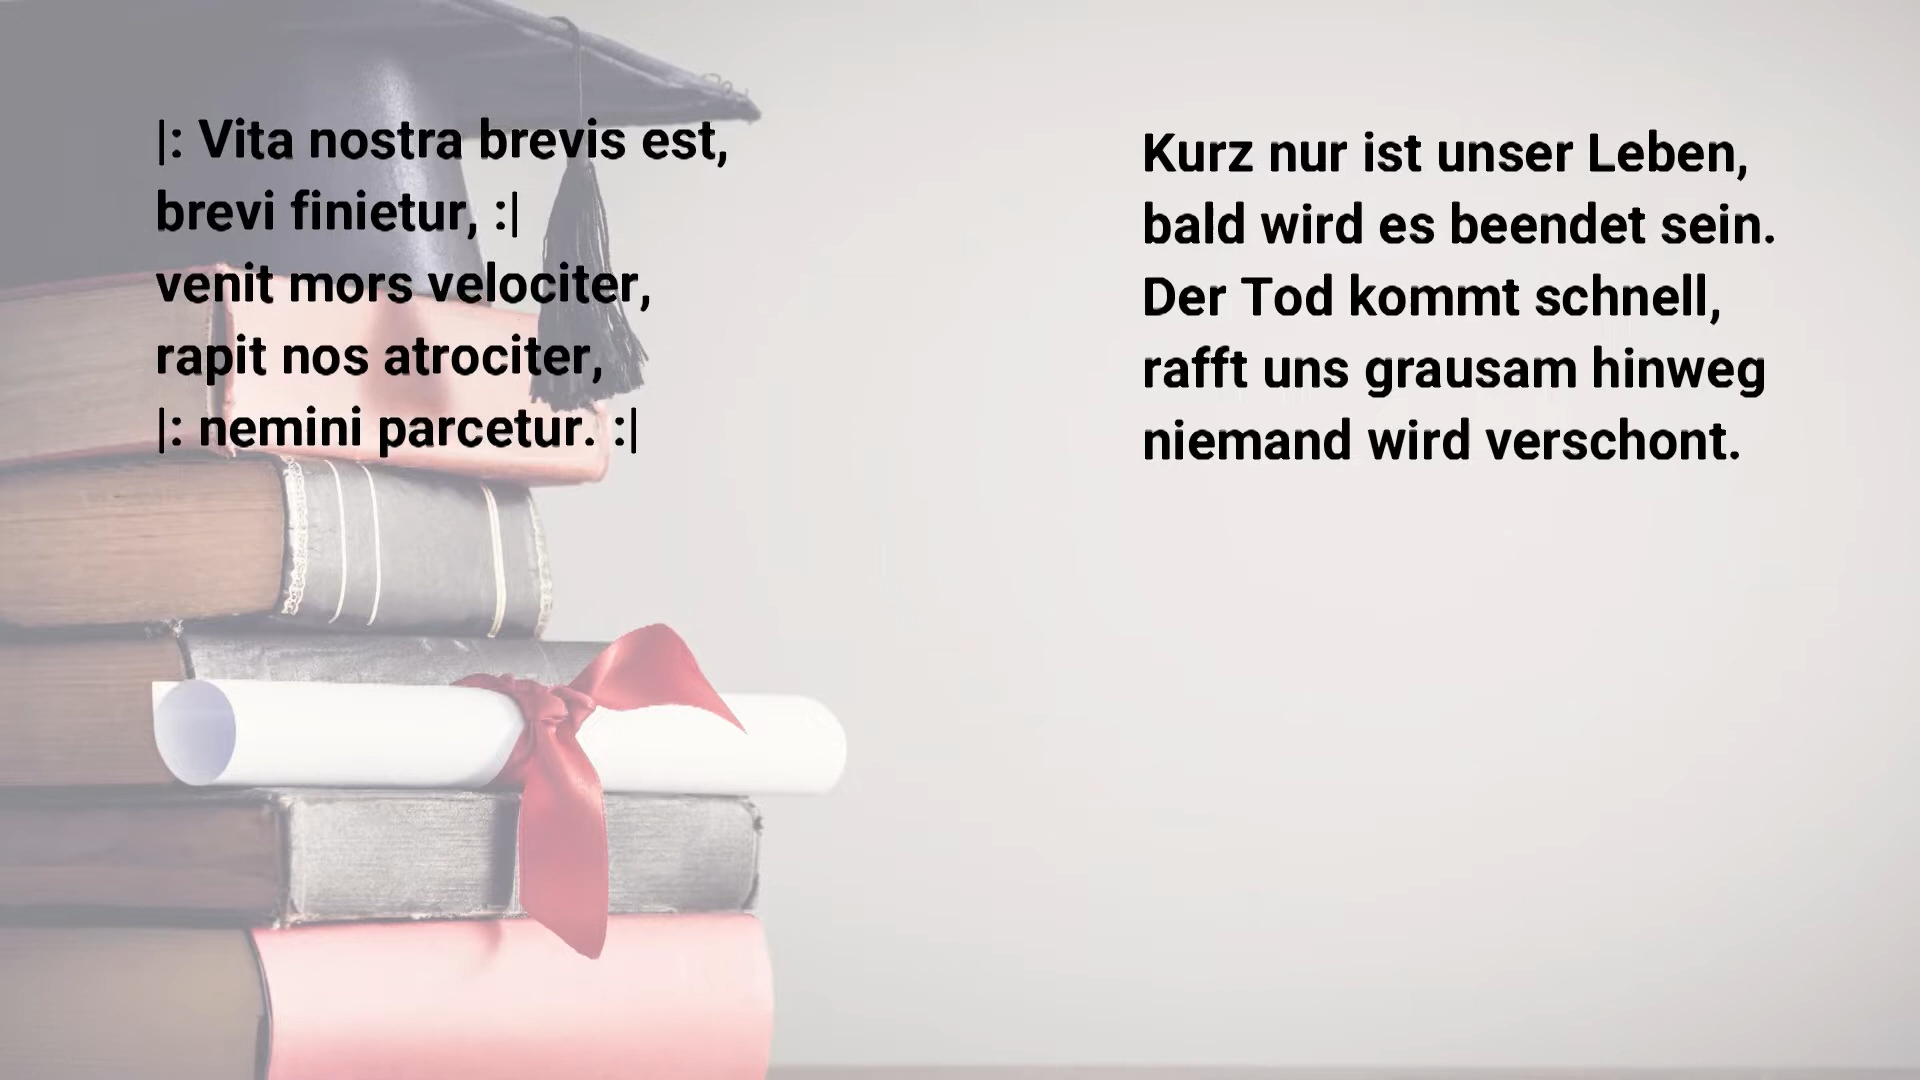 |: Vita nostra brevis est,
brevi finietur, :|
venit mors velociter,
rapit nos atrociter,
|: nemini parcetur. :|
Kurz nur ist unser Leben,
bald wird es beendet sein.
Der Tod kommt schnell,
rafft uns grausam hinweg
niemand wird verschont.